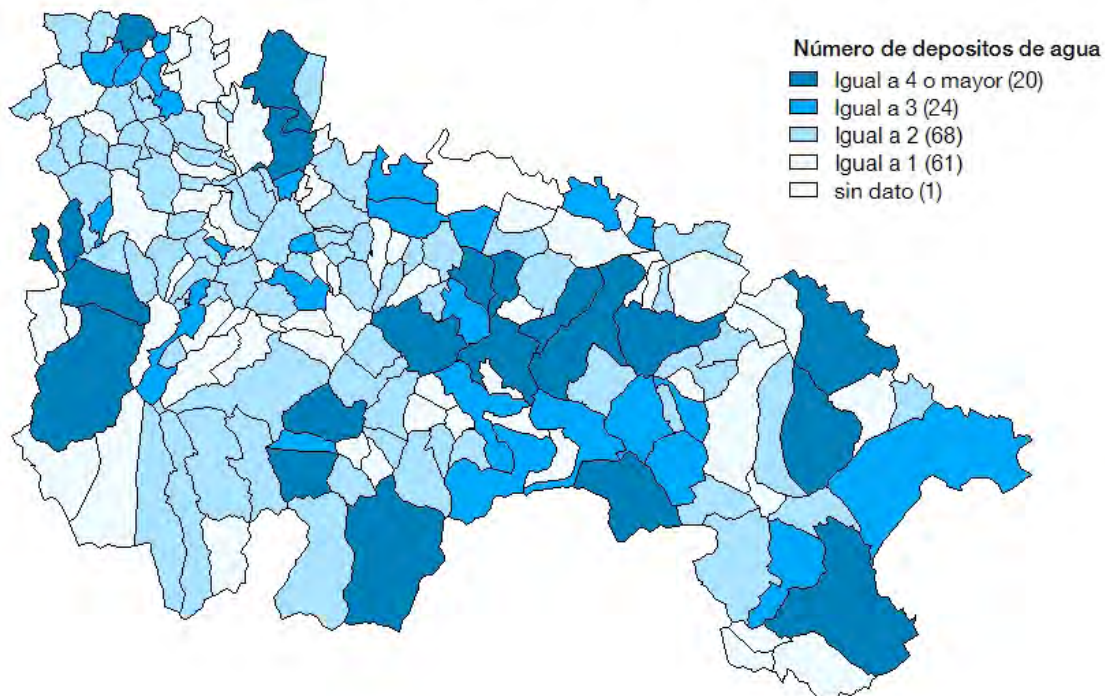 Número de depositos de agua
Igual a 4 o mayor (20)
Igual a 3 (24)
Igual a 2 (68)
Igual a 1 (61)
sin dato (1)